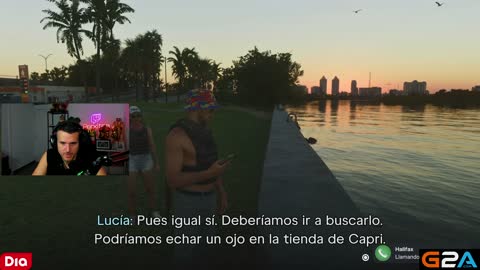 Lucía: Pues igual sí. Deberíamos ir a buscarlo.
Podríamos echar un ojo en la tienda de Capri.
Halifax
Llamando
Dia
G2A